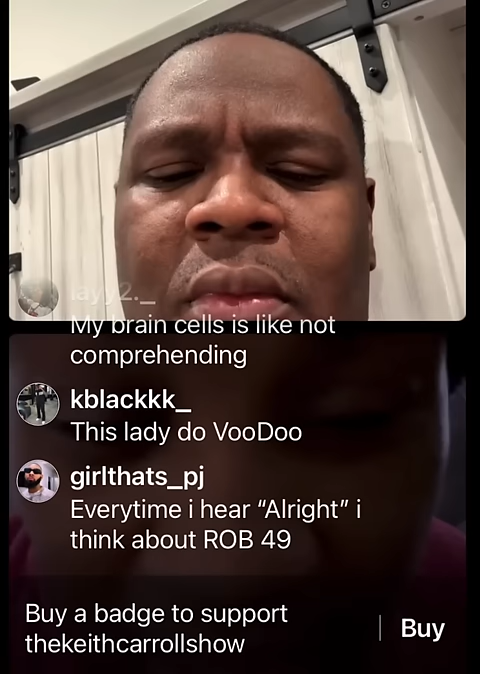 layy2._
My brain cells is like not
comprehending
kblackkk_
This lady do VooDoo
girlthats_pj
Everytime i hear “Alright” i
think about ROB 49
Buy a badge to support
thekeithcarrollshow
Buy